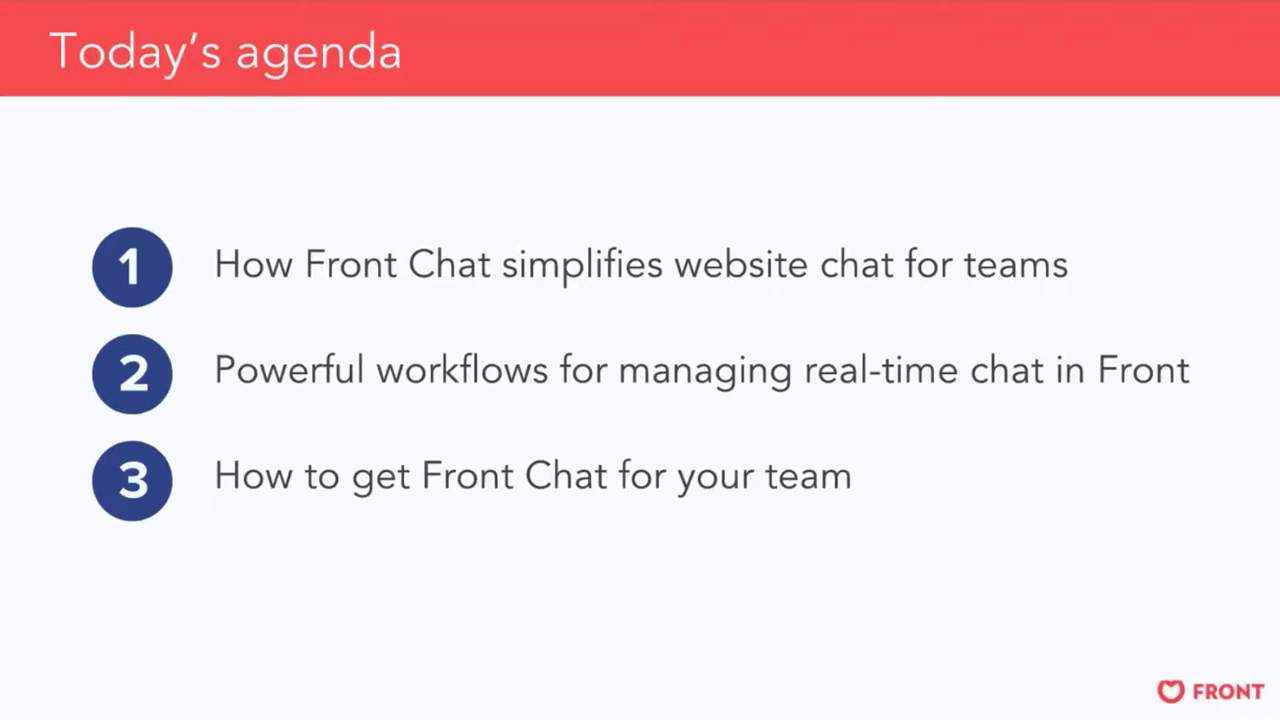 Today's agenda
1 How Front Chat simplifies website chat for teams
2 Powerful workflows for managing real-time chat in Front
3 How to get Front Chat for your team
FRONT